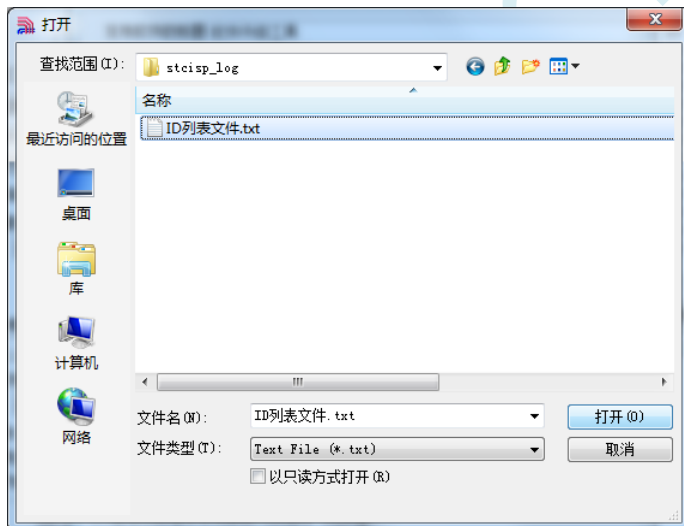 打开
查找范围(I):
stcisp_log
最近访问的位置
桌面
库
计算机
网络
名称
ID列表文件.txt
文件名(N):
ID列表文件.txt
打开(O)
文件类型(T):
Text File (*.txt)
取消
以只读方式打开(R)